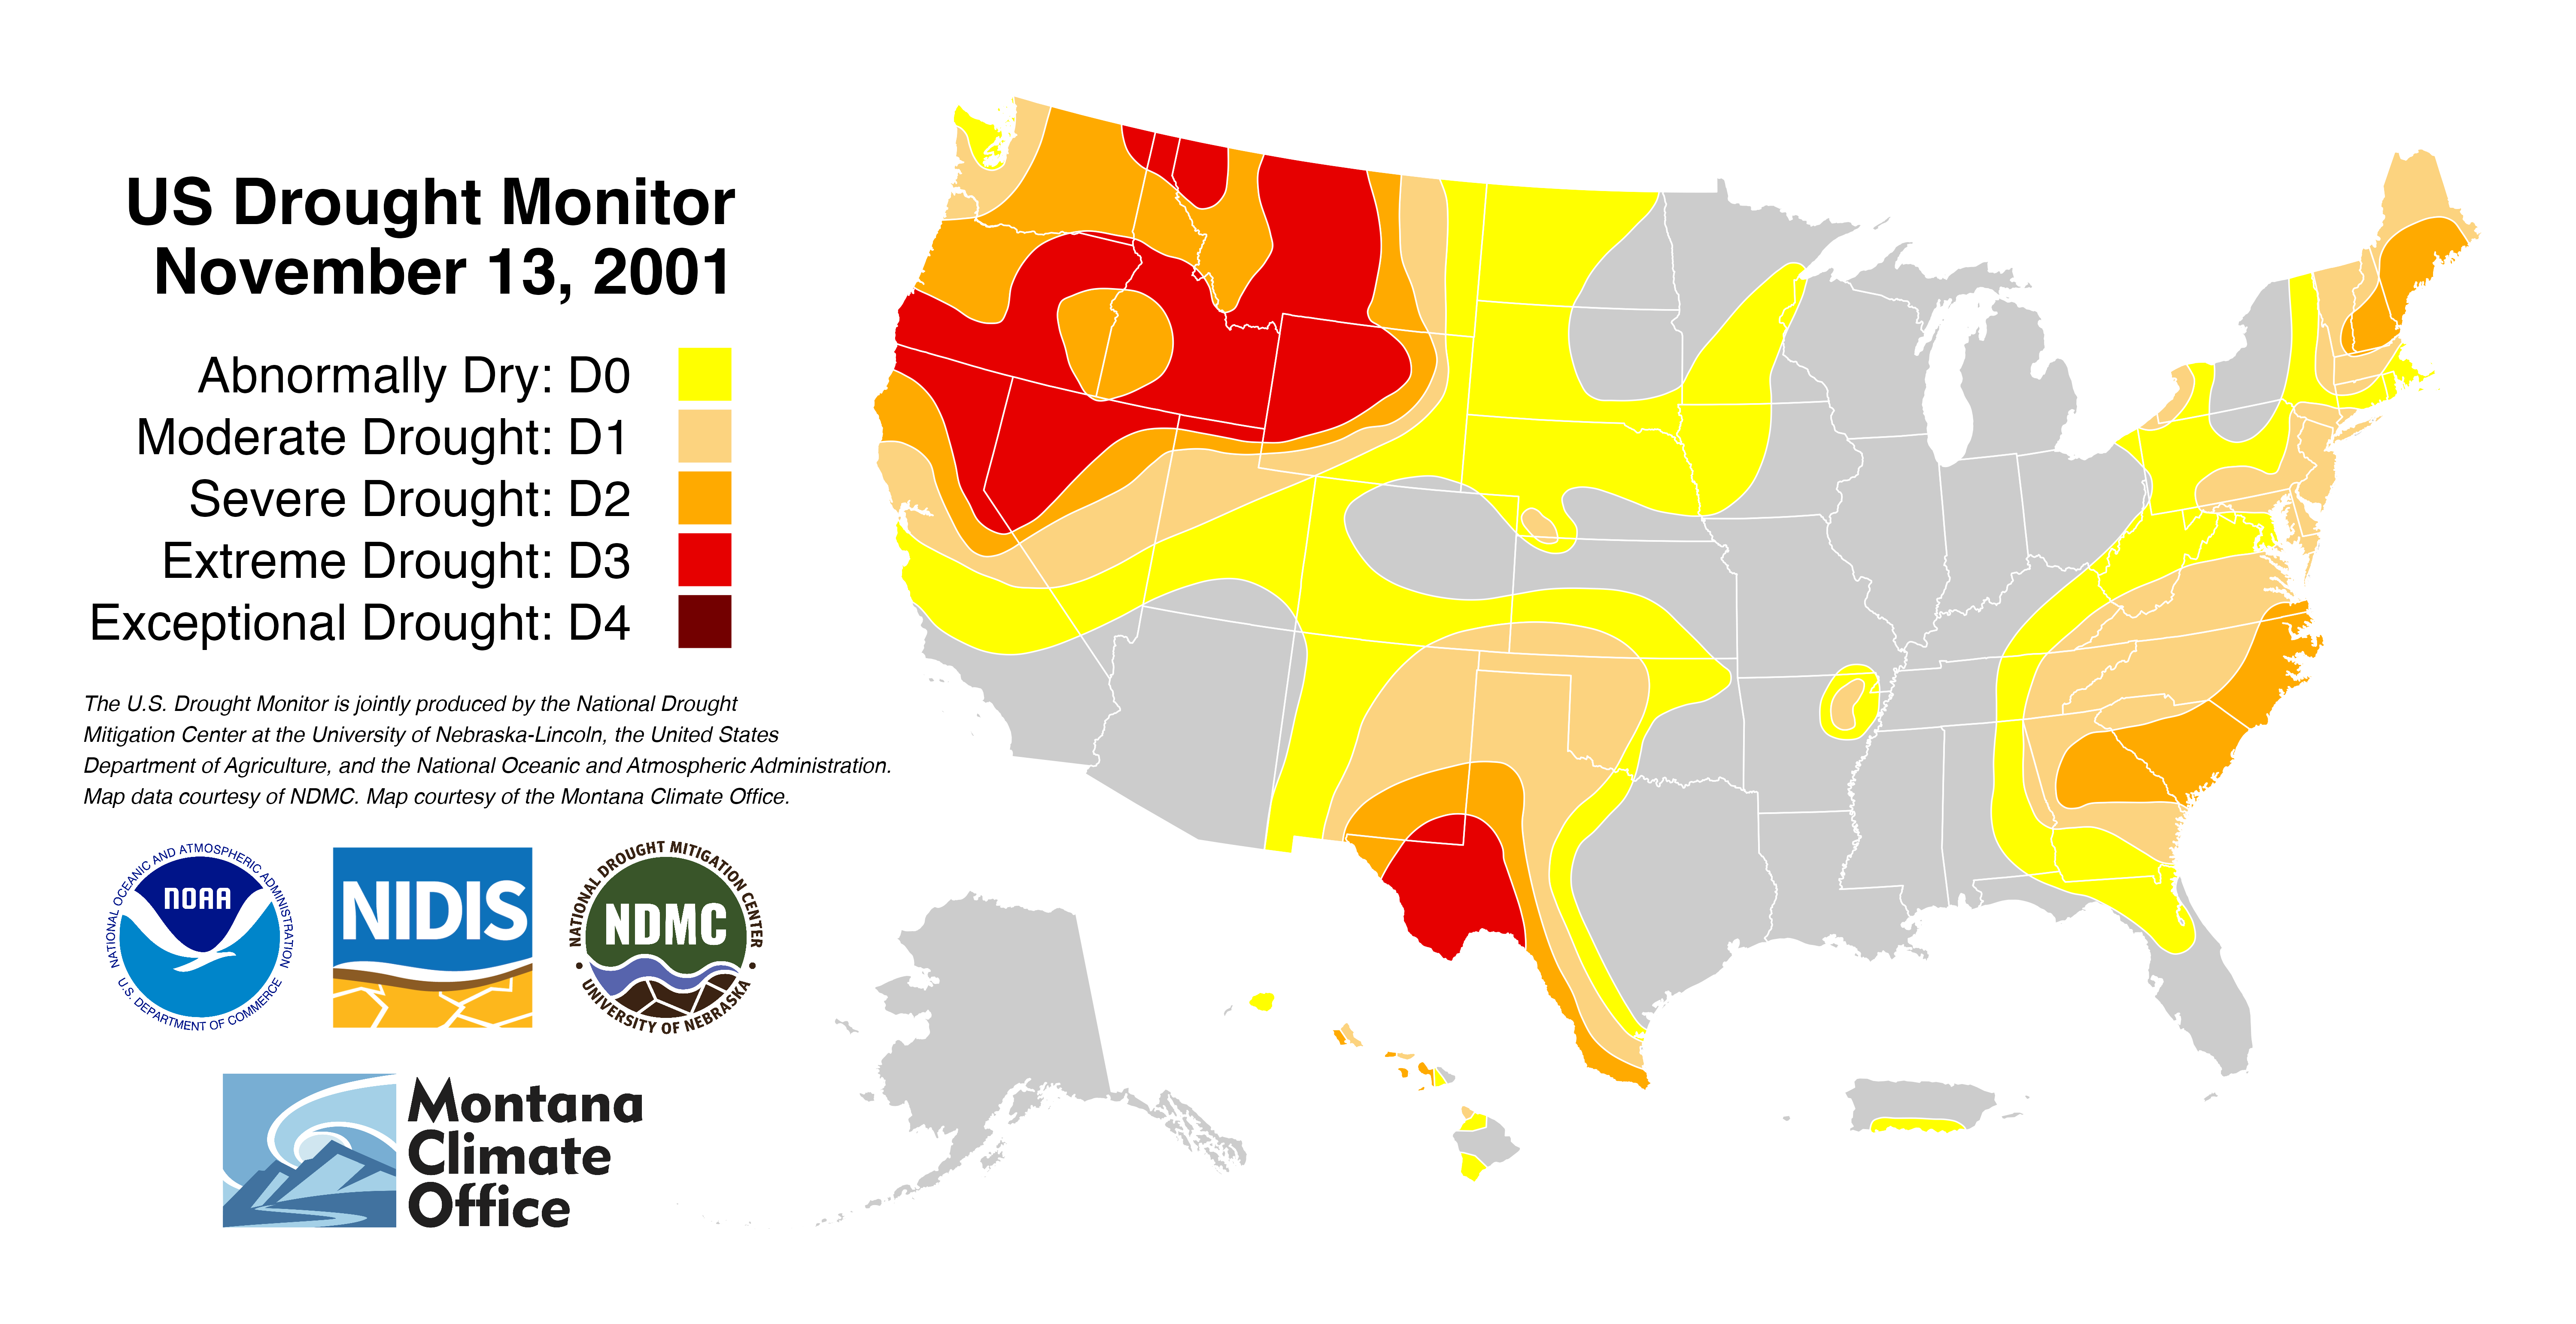 US Drought Monitor
November 13, 2001
Abnormally Dry: D0
Moderate Drought: D1
Severe Drought: D2
Extreme Drought: D3
Exceptional Drought: D4
The U.S. Drought Monitor is jointly produced by the National Drought
Mitigation Center at the University of Nebraska-Lincoln, the United States
Department of Agriculture, and the National Oceanic and Atmospheric Administration.
Map data courtesy of NDMC. Map courtesy of the Montana Climate Office.
NATIONAL OCEANIC AND ATMOSPHERIC ADMINISTRATION
NOAA
U.S. DEPARTMENT OF COMMERCE
NIDIS
NATIONAL DROUGHT MITIGATION CENTER
NDMC
UNIVERSITY OF NEBRASKA
Montana
Climate
Office